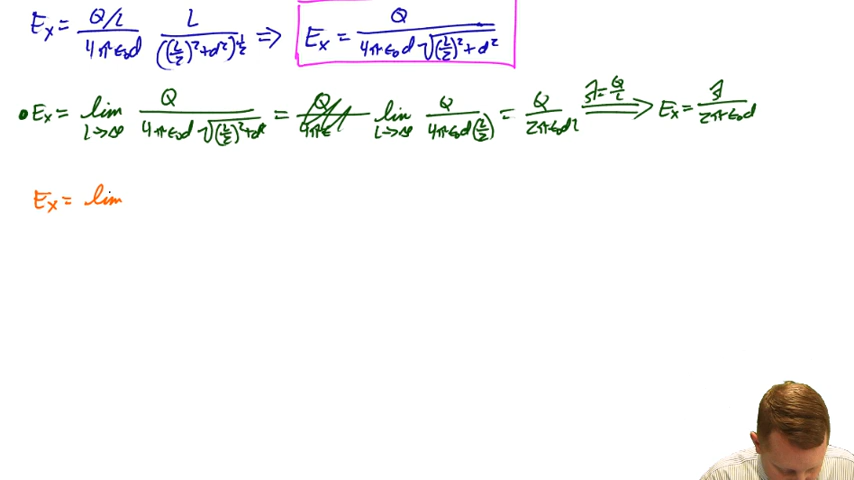 Eₓ = Q/L / 4πε₀d L / ((L/2)² + d²)^½ ⇒ Eₓ = Q / 4πε₀d √((L/2)² + d²)
• Eₓ = lim L→∞ Q / 4πε₀d √((L/2)² + d²) = lim L→∞ Q / 4πε₀d(L/2) = Q / 2πε₀dL λ = Q/L ⇒ Eₓ = λ / 2πε₀d
Eₓ = lim